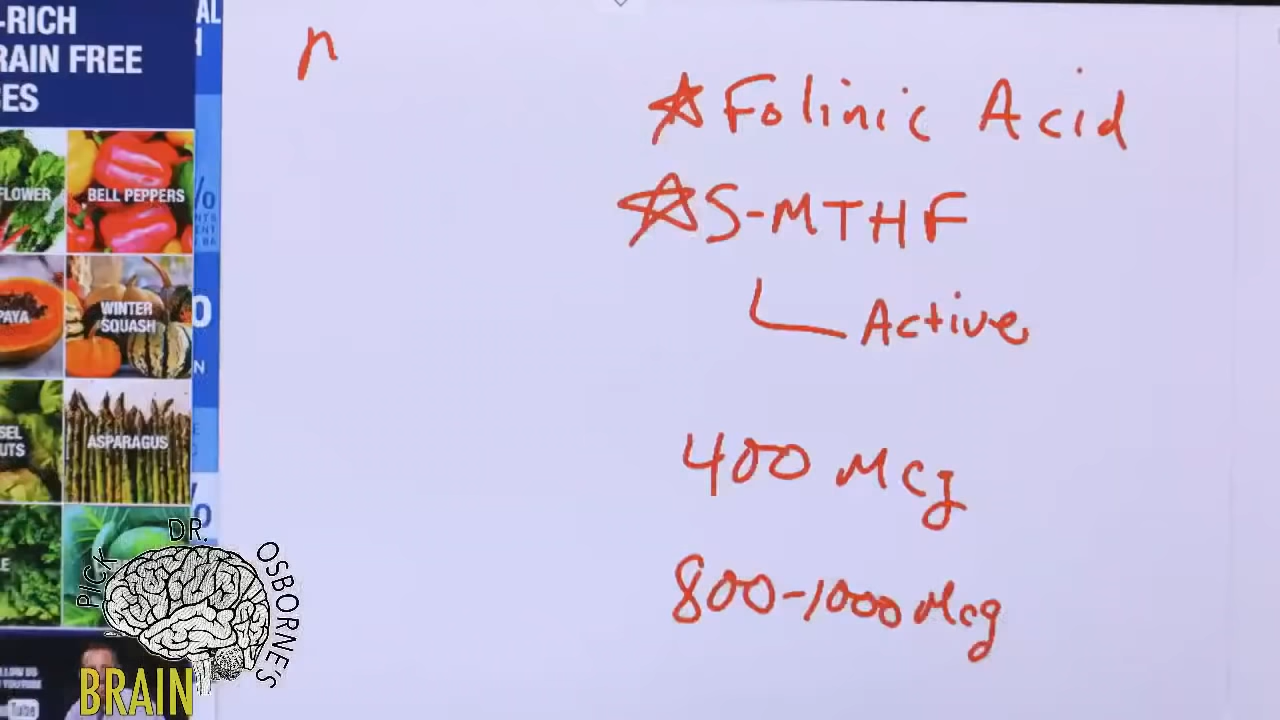 -RICH
RAIN FREE
ES
AL
FLOWER
BELL PEPPERS
PAYA
WINTER
SQUASH
ASPARAGUS
n
☆ Folinic Acid
☆ 5-MTHF
Active
400 Mcg
800-1000 Mcg
PICK DR. OSBORNE'S
BRAIN